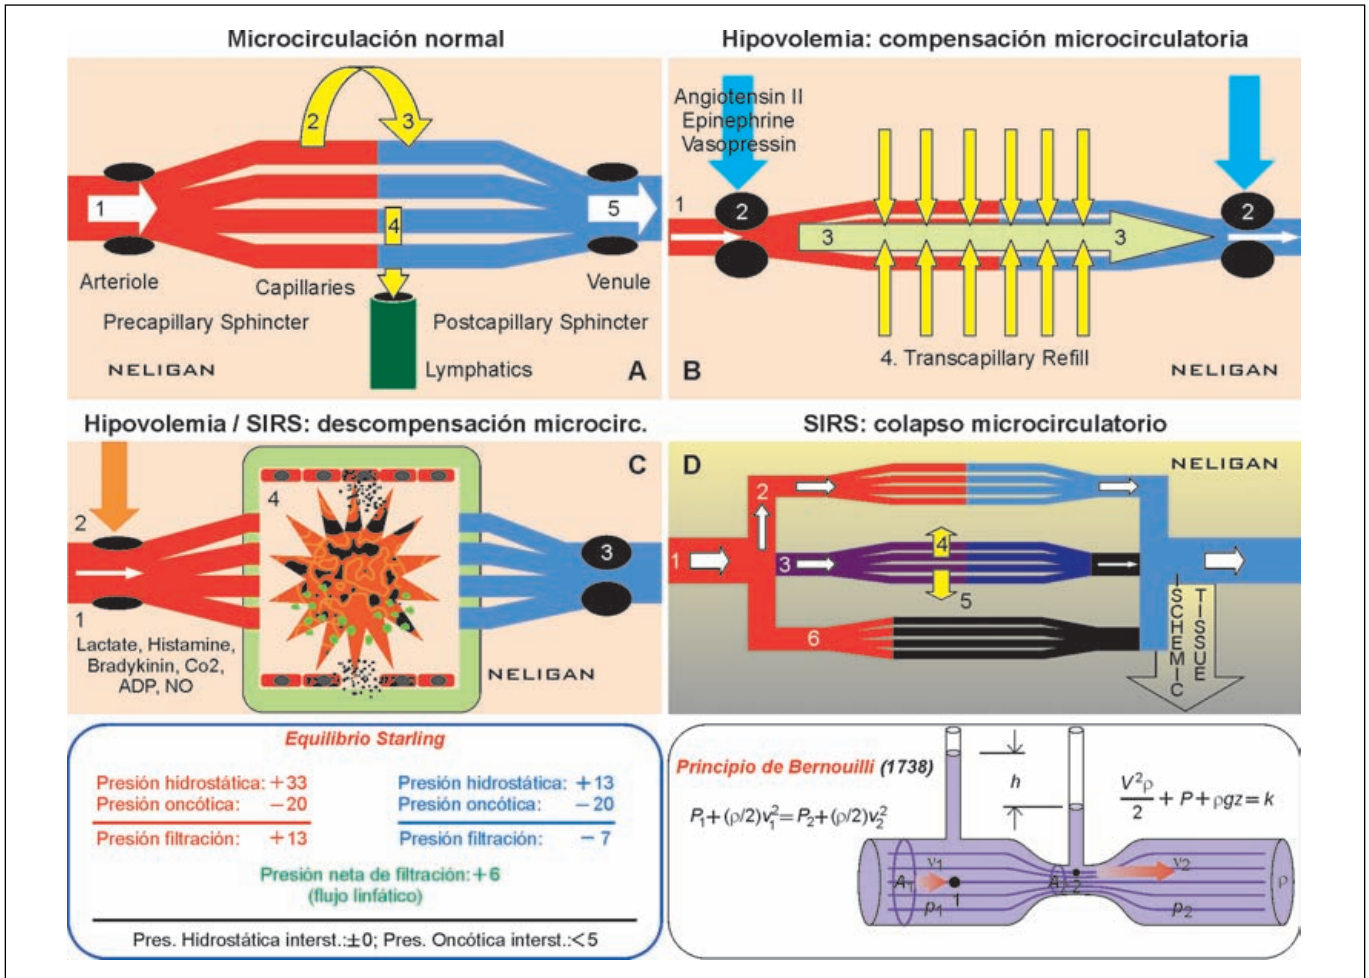 Microcirculación normal
2
3
1
4
5
Arteriole
Capillaries
Venule
Precapillary Sphincter
Postcapillary Sphincter
NELIGAN
Lymphatics
A
Hipovolemia: compensación microcirculatoria
Angiotensin II
Epinephrine
Vasopressin
1
2
2
3
3
4. Transcapillary Refill
B
NELIGAN
Hipovolemia / SIRS: descompensación microcirc.
C
4
2
3
1
Lactate, Histamine,
Bradykinin, Co2,
ADP, NO
NELIGAN
SIRS: colapso microcirculatorio
D
NELIGAN
2
1
3
4
5
6
ISCHEMIC
TISSUE
Equilibrio Starling
Presión hidrostática: +33
Presión oncótica: −20
Presión filtración: +13
Presión hidrostática: +13
Presión oncótica: −20
Presión filtración: −7
Presión neta de filtración:+6
(flujo linfático)
Pres. Hidrostática interst.:±0; Pres. Oncótica interst.:<5
Principio de Bernouilli (1738)
h
V²ρ/2 + P + ρgz = k
P₁+(ρ/2)v₁²=P₂+(ρ/2)v₂²
v₁
v₂
A₁
1
A₂
2
ρ
p₁
p₂